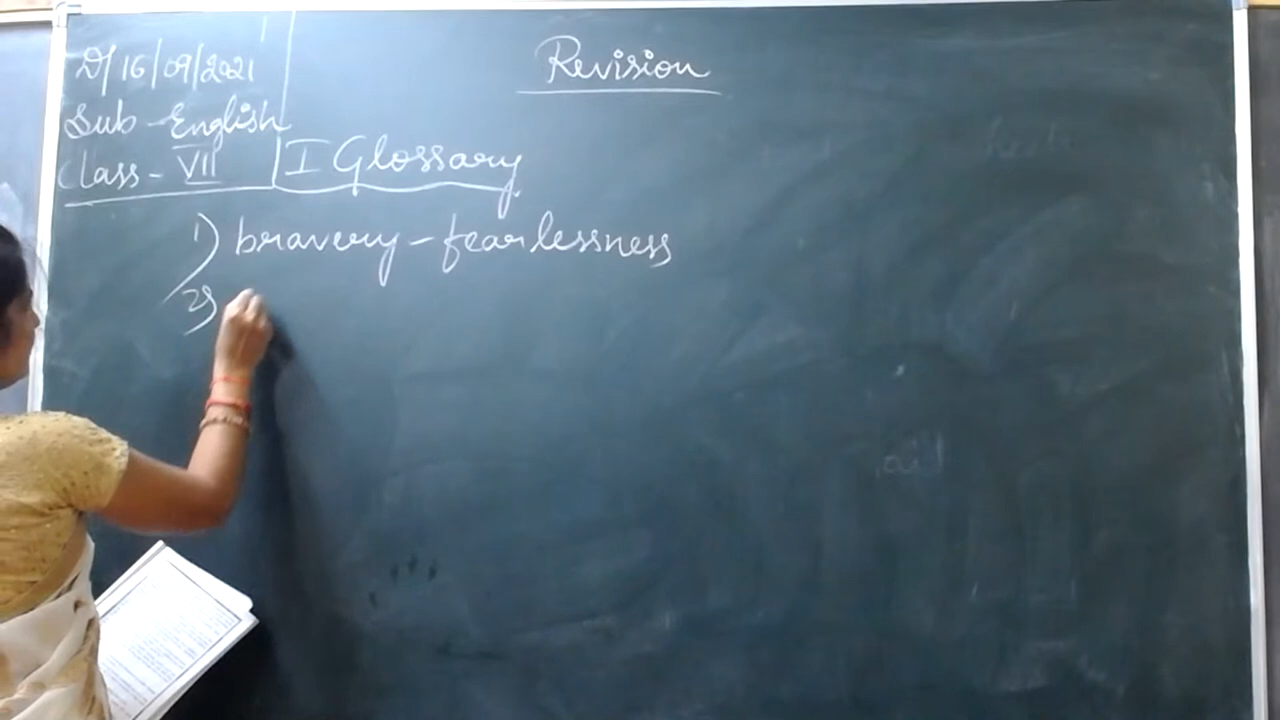 D/16/09/2021
Revision
Sub - English
Class - VII
I Glossary
1) bravery - fearlessness
2)